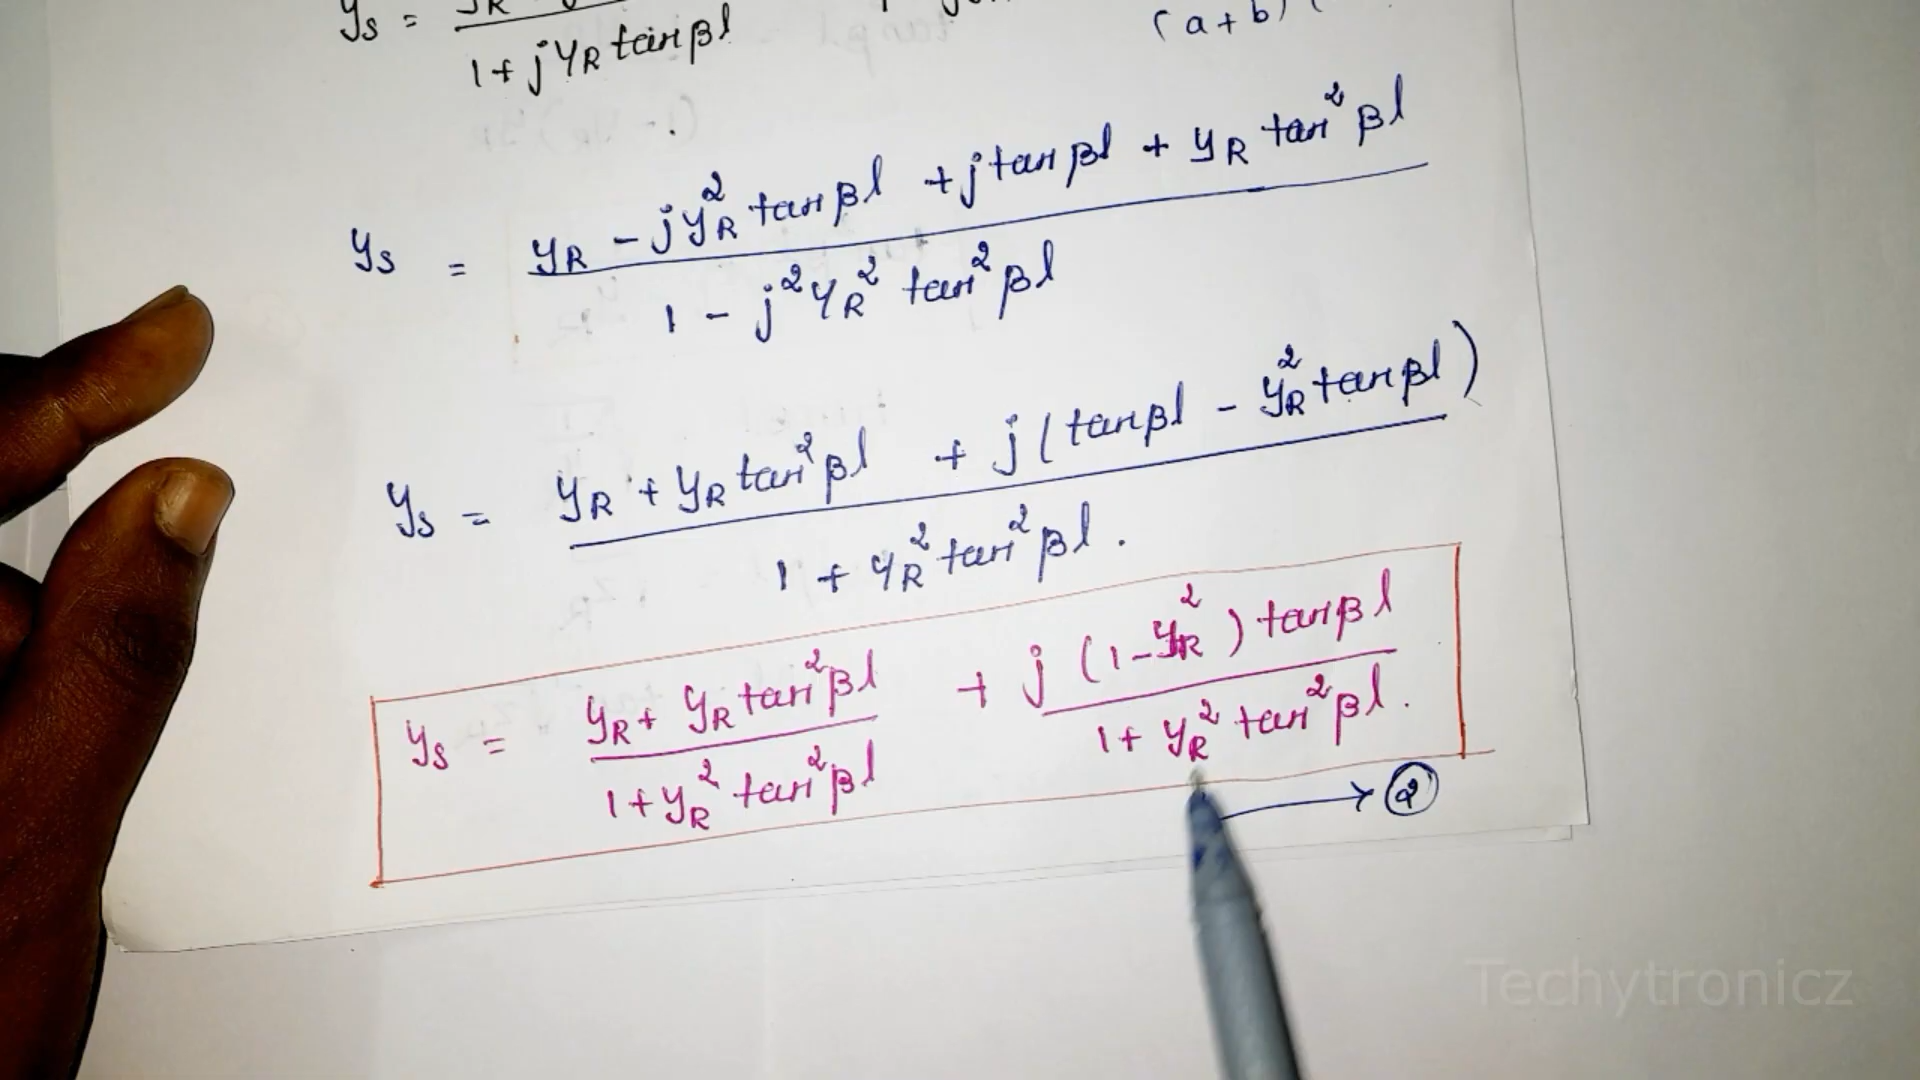 (a+b)
y_S = / 1 + j y_R tan βl
y_S = y_R - j y_R² tan βl + j tan βl + y_R tan² βl / 1 - j² y_R² tan² βl
y_S = y_R + y_R tan² βl + j (tan βl - y_R² tan βl) / 1 + y_R² tan² βl .
y_S = y_R + y_R tan² βl / 1 + y_R² tan² βl + j (1 - y_R²) tan βl / 1 + y_R² tan² βl .
→ ②
Techytronicz